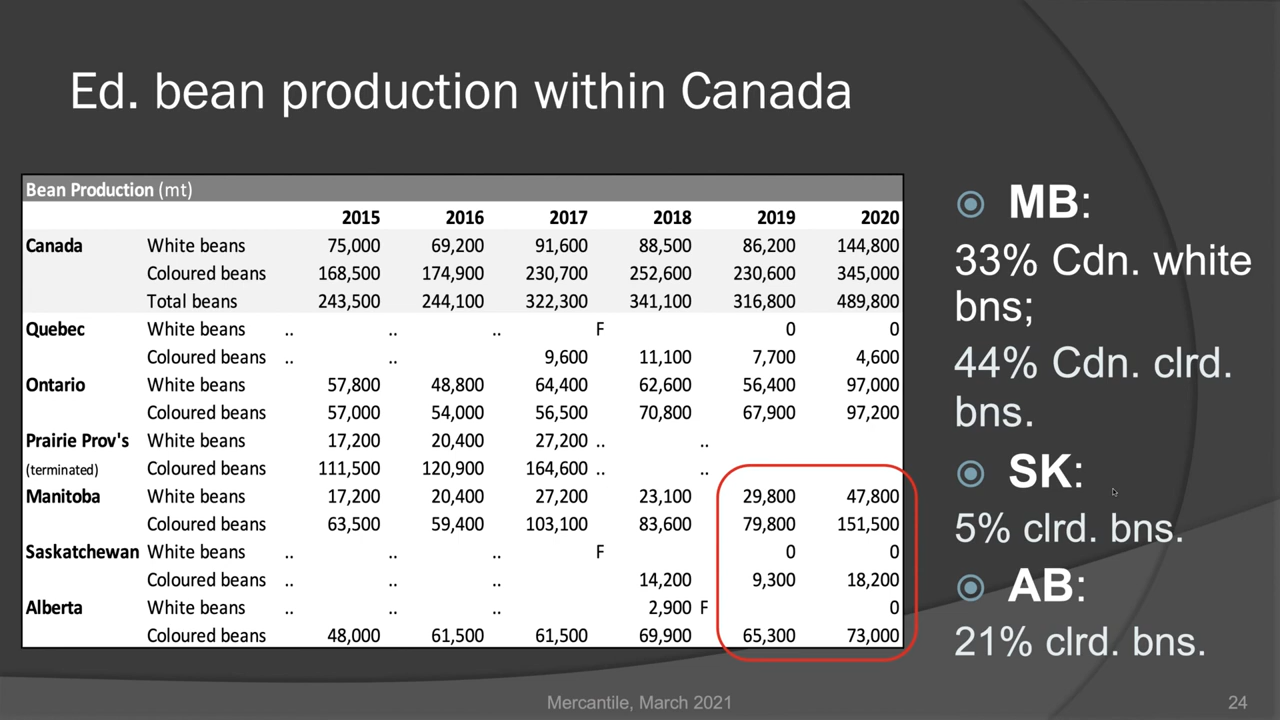 Ed. bean production within Canada
Bean Production (mt)
2015 2016 2017 2018 2019 2020
Canada White beans 75,000 69,200 91,600 88,500 86,200 144,800
Coloured beans 168,500 174,900 230,700 252,600 230,600 345,000
Total beans 243,500 244,100 322,300 341,100 316,800 489,800
Quebec White beans .. .. .. F 0 0
Coloured beans .. .. 9,600 11,100 7,700 4,600
Ontario White beans 57,800 48,800 64,400 62,600 56,400 97,000
Coloured beans 57,000 54,000 56,500 70,800 67,900 97,200
Prairie Prov's White beans 17,200 20,400 27,200 .. ..
(terminated) Coloured beans 111,500 120,900 164,600 .. ..
Manitoba White beans 17,200 20,400 27,200 23,100 29,800 47,800
Coloured beans 63,500 59,400 103,100 83,600 79,800 151,500
Saskatchewan White beans .. .. .. F 0 0
Coloured beans .. .. .. 14,200 9,300 18,200
Alberta White beans .. .. .. 2,900 F 0
Coloured beans 48,000 61,500 61,500 69,900 65,300 73,000
MB:
33% Cdn. white
bns;
44% Cdn. clrd.
bns.
SK:
5% clrd. bns.
AB:
21% clrd. bns.
Mercantile, March 2021
24